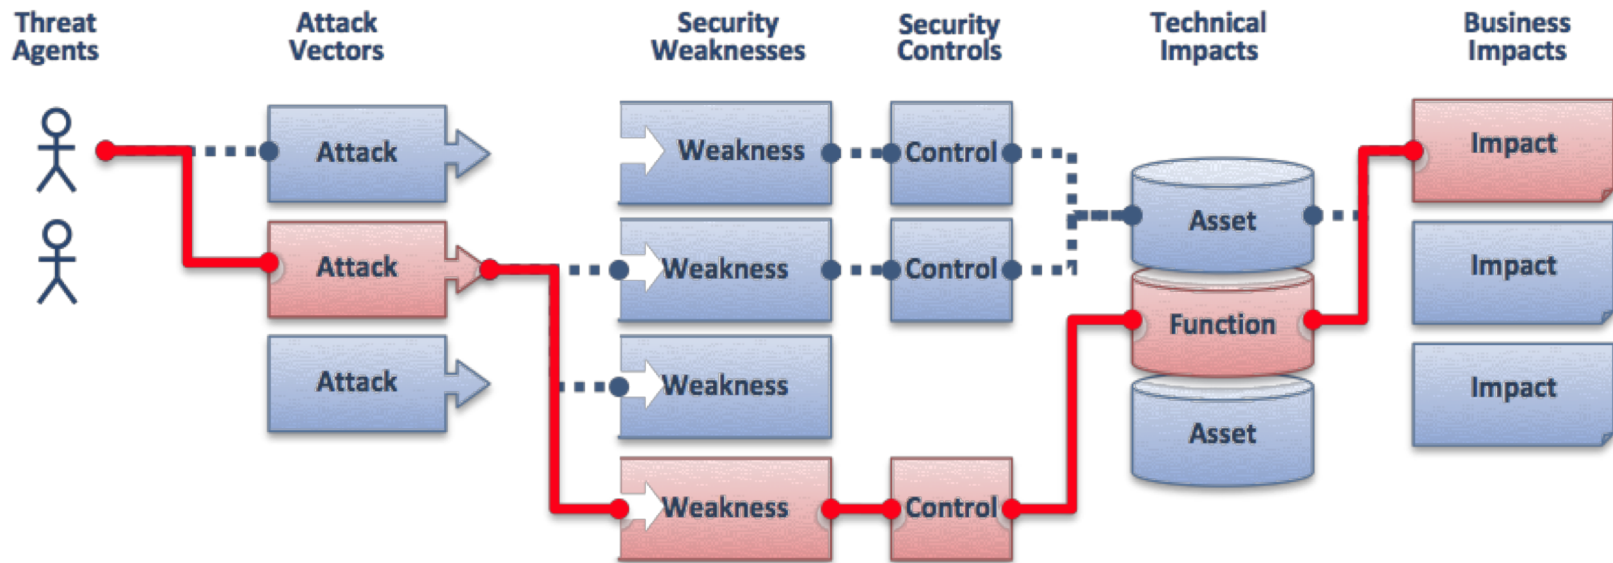 Threat
Agents
Attack
Vectors
Security
Weaknesses
Security
Controls
Technical
Impacts
Business
Impacts
Attack
Weakness
Control
Impact
Asset
Attack
Weakness
Control
Impact
Function
Attack
Weakness
Impact
Asset
Weakness
Control